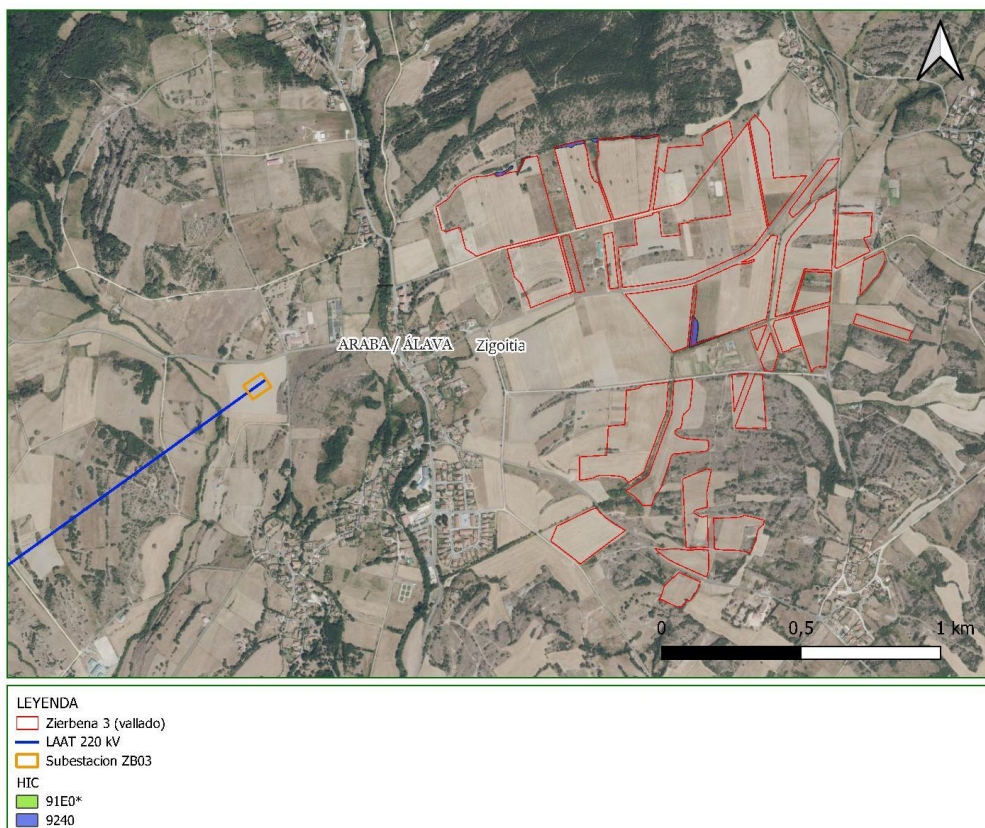 ARABA / ÁLAVA
Zigoitia
0 0,5 1 km
LEYENDA
Zierbena 3 (vallado)
LAAT 220 kV
Subestacion ZB03
HIC
91E0*
9240